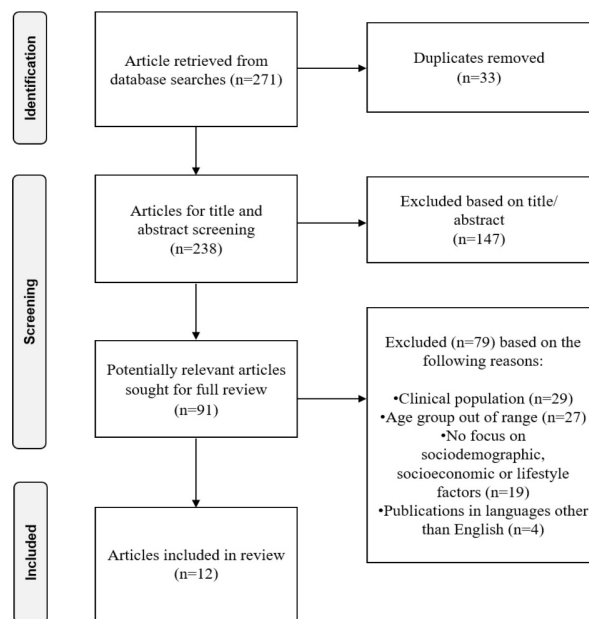 Identification
Article retrieved from
database searches (n=271)
Duplicates removed
(n=33)
Screening
Articles for title and
abstract screening
(n=238)
Excluded based on title/
abstract
(n=147)
Potentially relevant articles
sought for full review
(n=91)
Excluded (n=79) based on the
following reasons:
•Clinical population (n=29)
•Age group out of range (n=27)
•No focus on
sociodemographic,
socioeconomic or lifestyle
factors (n=19)
•Publications in languages other
than English (n=4)
Included
Articles included in review
(n=12)